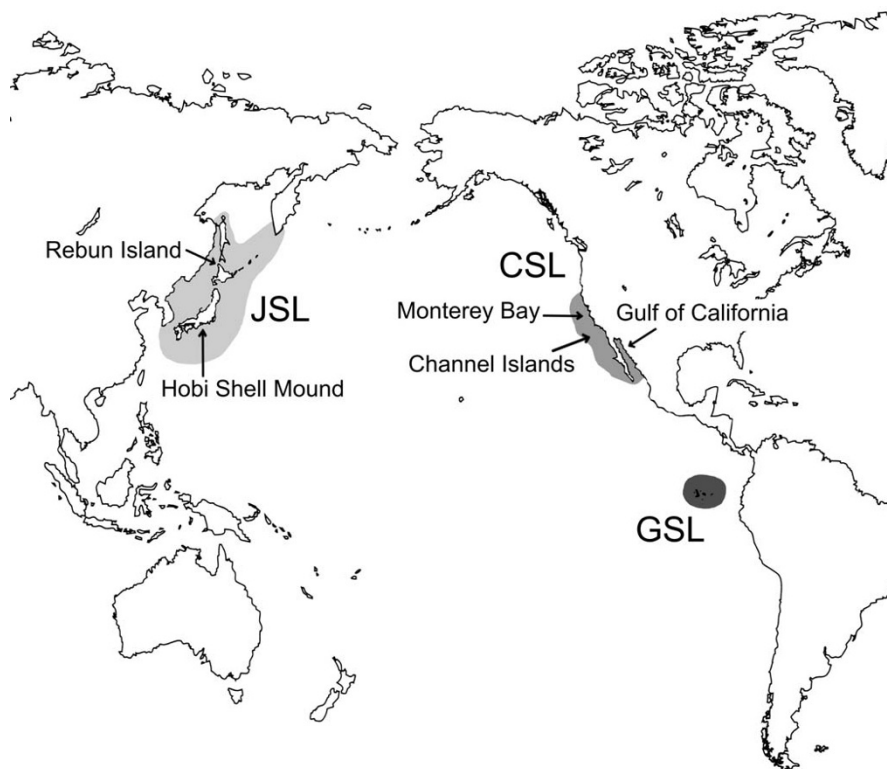 Rebun Island
JSL
Hobi Shell Mound
CSL
Monterey Bay
Gulf of California
Channel Islands
GSL